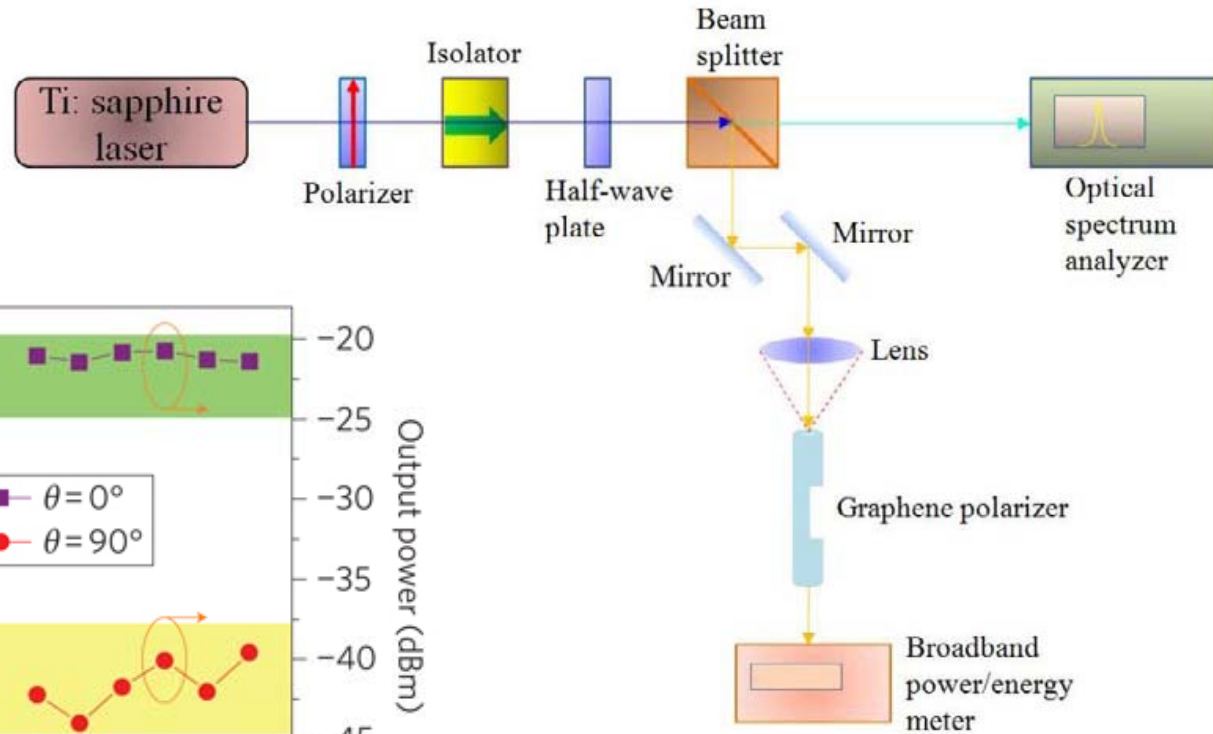 Beam
splitter
Isolator
Ti: sapphire
laser
Polarizer
Half-wave
plate
Optical
spectrum
analyzer
Mirror
Mirror
Lens
Graphene polarizer
Broadband
power/energy
meter
−20
−25
−30
−35
−40
Output power (dBm)
θ = 0°
θ = 90°